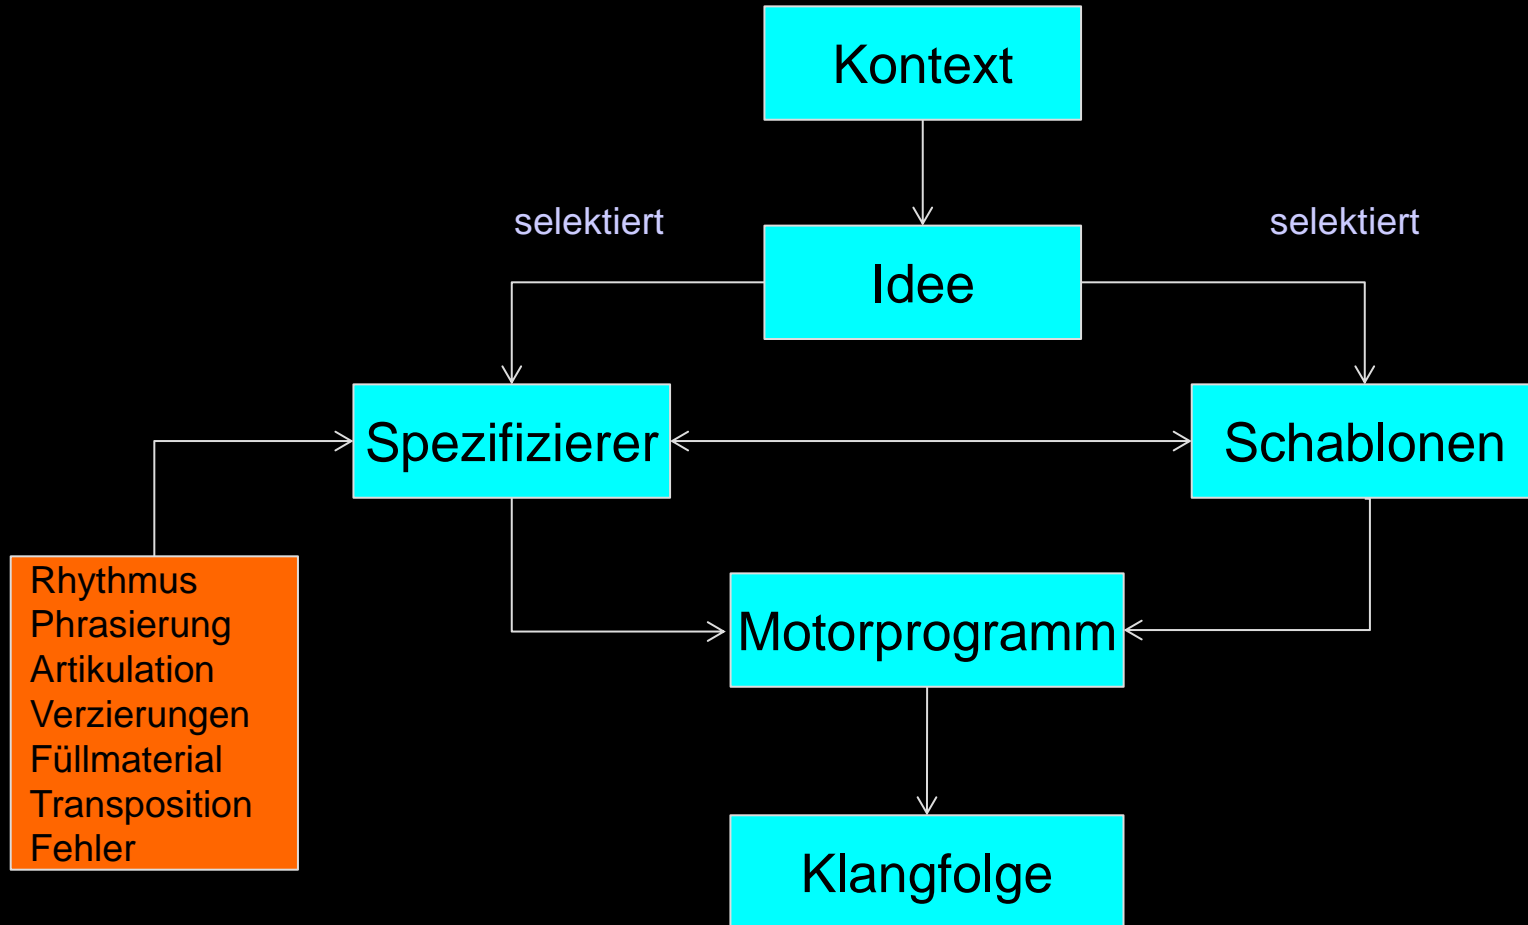 Kontext
selektiert
selektiert
Idee
Spezifizierer
Schablonen
Rhythmus
Phrasierung
Artikulation
Verzierungen
Füllmaterial
Transposition
Fehler
Motorprogramm
Klangfolge